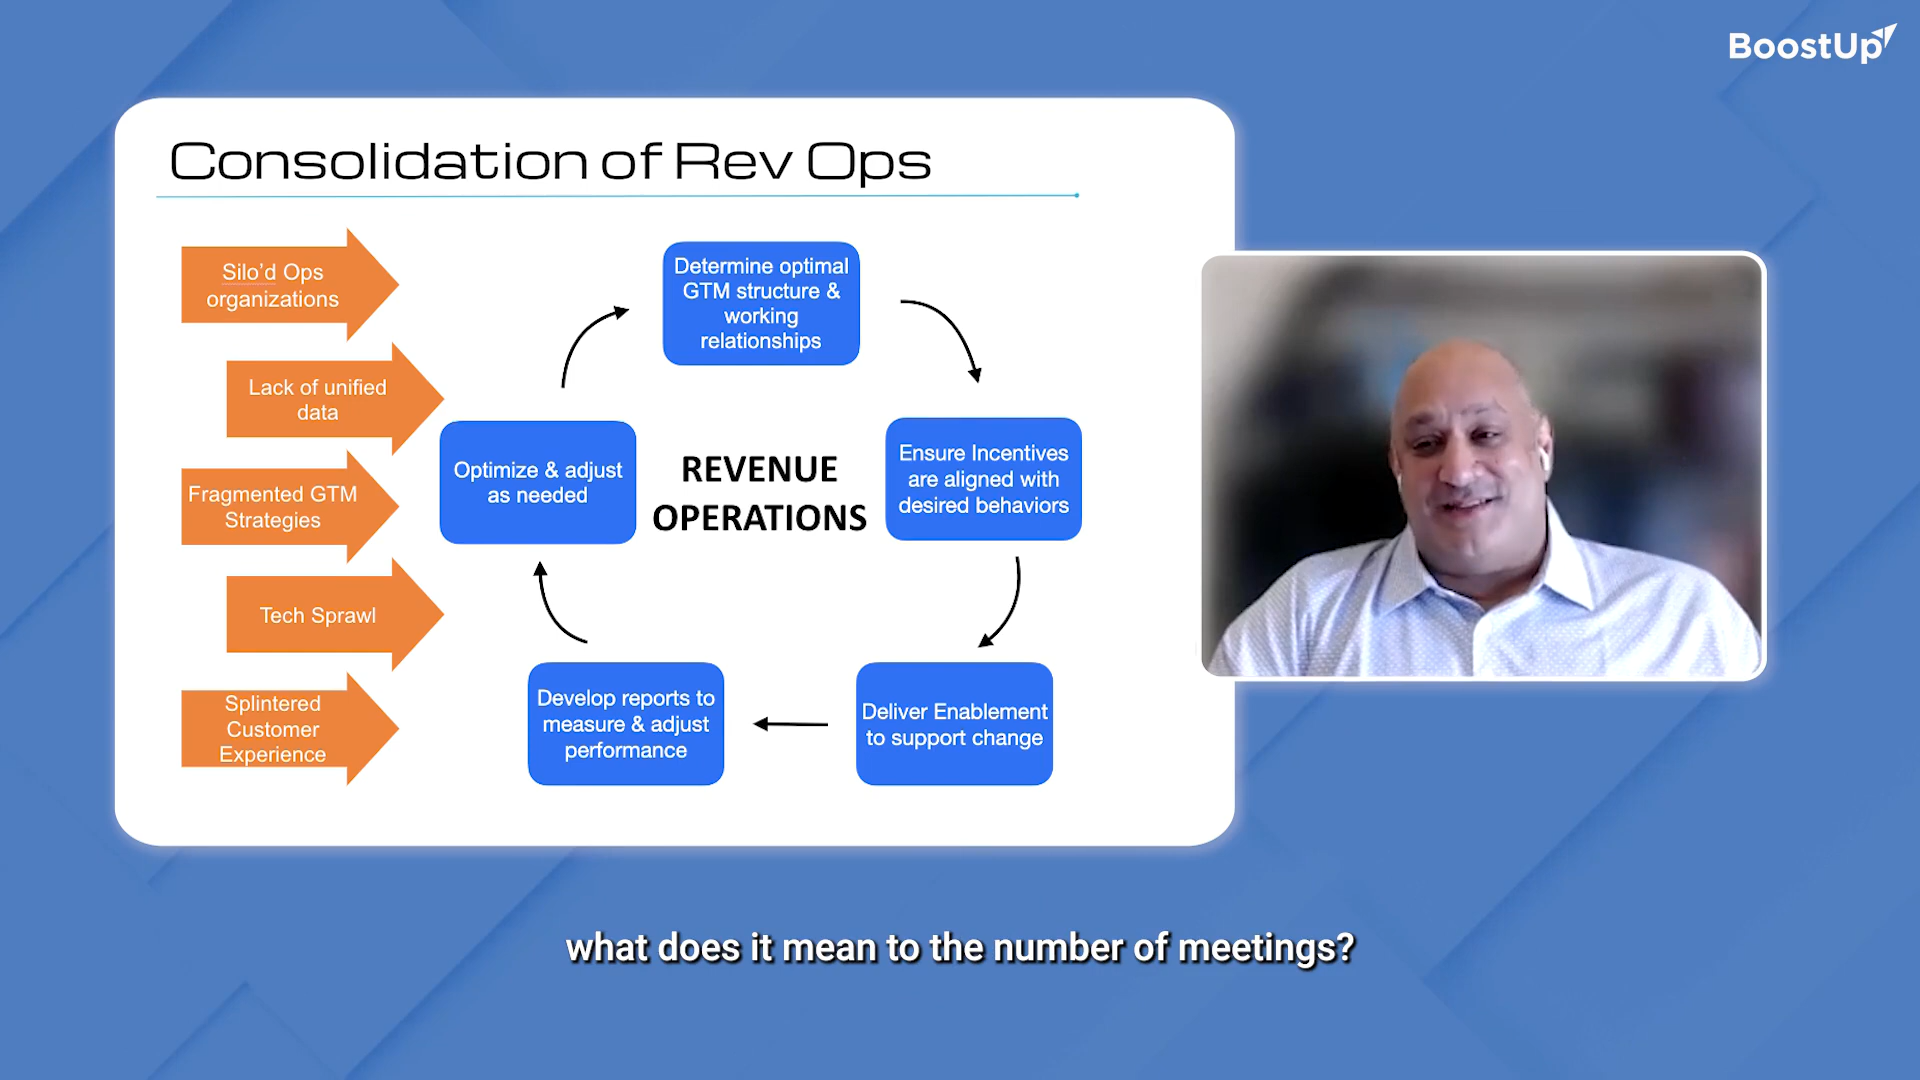 BoostUp
Consolidation of Rev Ops
Silo'd Ops
organizations
Lack of unified
data
Fragmented GTM
Strategies
Tech Sprawl
Splintered
Customer
Experience
Determine optimal
GTM structure &
working
relationships
Ensure Incentives
are aligned with
desired behaviors
Deliver Enablement
to support change
Develop reports to
measure & adjust
performance
Optimize & adjust
as needed
REVENUE
OPERATIONS
what does it mean to the number of meetings?